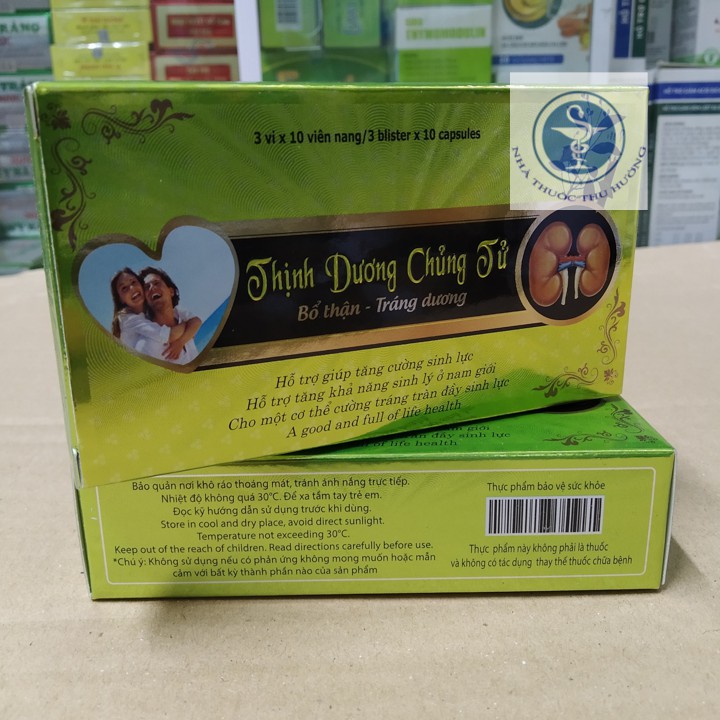 3 vỉ x 10 viên nang/3 blister x 10 capsules
NHÀ THUỐC THU HƯỜNG
Thịnh Dương Chủng Tử
Bổ thận - Tráng dương
Hỗ trợ giúp tăng cường sinh lực
Hỗ trợ tăng khả năng sinh lý ở nam giới
Cho một cơ thể cường tráng tràn đầy sinh lực
A good and full of life health
giới
đầy sinh lực
of life health
Bảo quản nơi khô ráo thoáng mát, tránh ánh nắng trực tiếp.
Nhiệt độ không quá 30°C. Để xa tầm tay trẻ em.
Đọc kỹ hướng dẫn sử dụng trước khi dùng.
Store in cool and dry place, avoid direct sunlight.
Temperature not exceeding 30°C.
Keep out of the reach of children. Read directions carefully before use.
*Chú ý: Không sử dụng nếu có phản ứng không mong muốn hoặc mẫn
cảm với bất kỳ thành phần nào của sản phẩm
Thực phẩm bảo vệ sức khỏe
Thực phẩm này không phải là thuốc
và không có tác dụng thay thế thuốc chữa bệnh